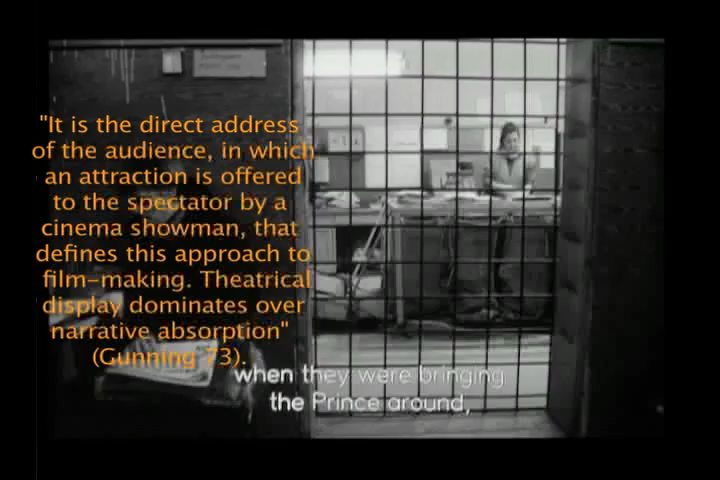 "It is the direct address
of the audience, in which
an attraction is offered
to the spectator by a
cinema showman, that
defines this approach to
film-making. Theatrical
display dominates over
narrative absorption"
(Gunning 73).
when they were bringing
the Prince around,